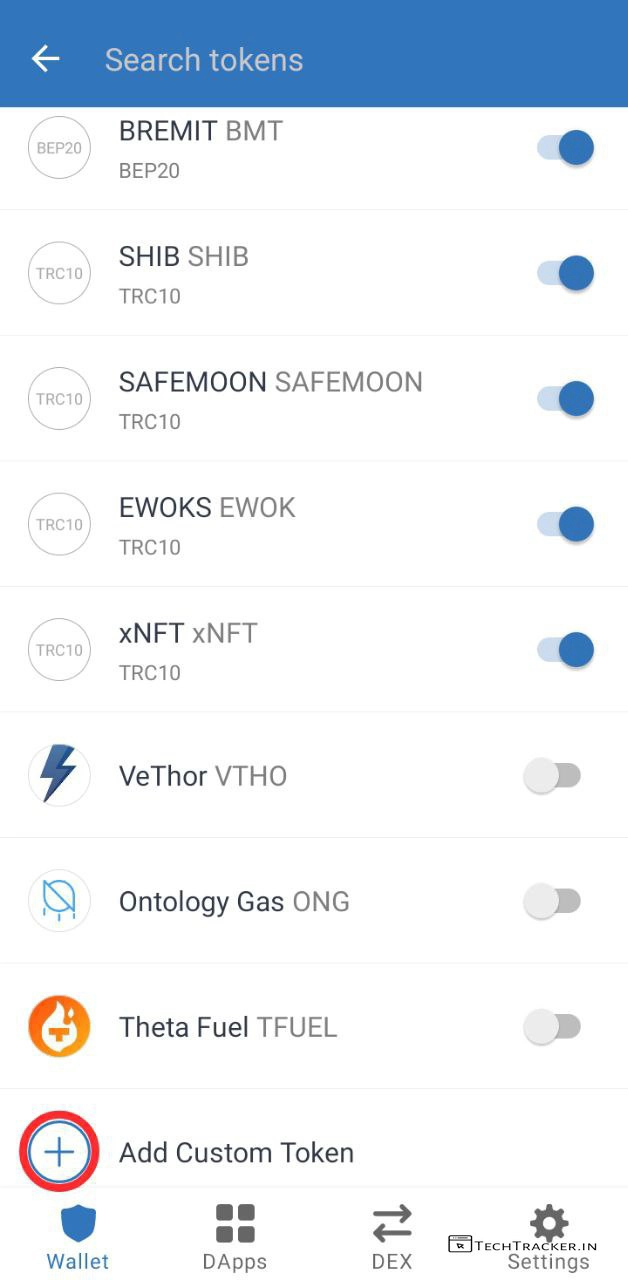 Search tokens
BEP20
BREMIT BMT
BEP20
TRC10
SHIB SHIB
TRC10
TRC10
SAFEMOON SAFEMOON
TRC10
TRC10
EWOKS EWOK
TRC10
TRC10
xNFT xNFT
TRC10
VeThor VTHO
Ontology Gas ONG
Theta Fuel TFUEL
Add Custom Token
Wallet
DApps
DEX
TECHTRACKER.IN
Settings